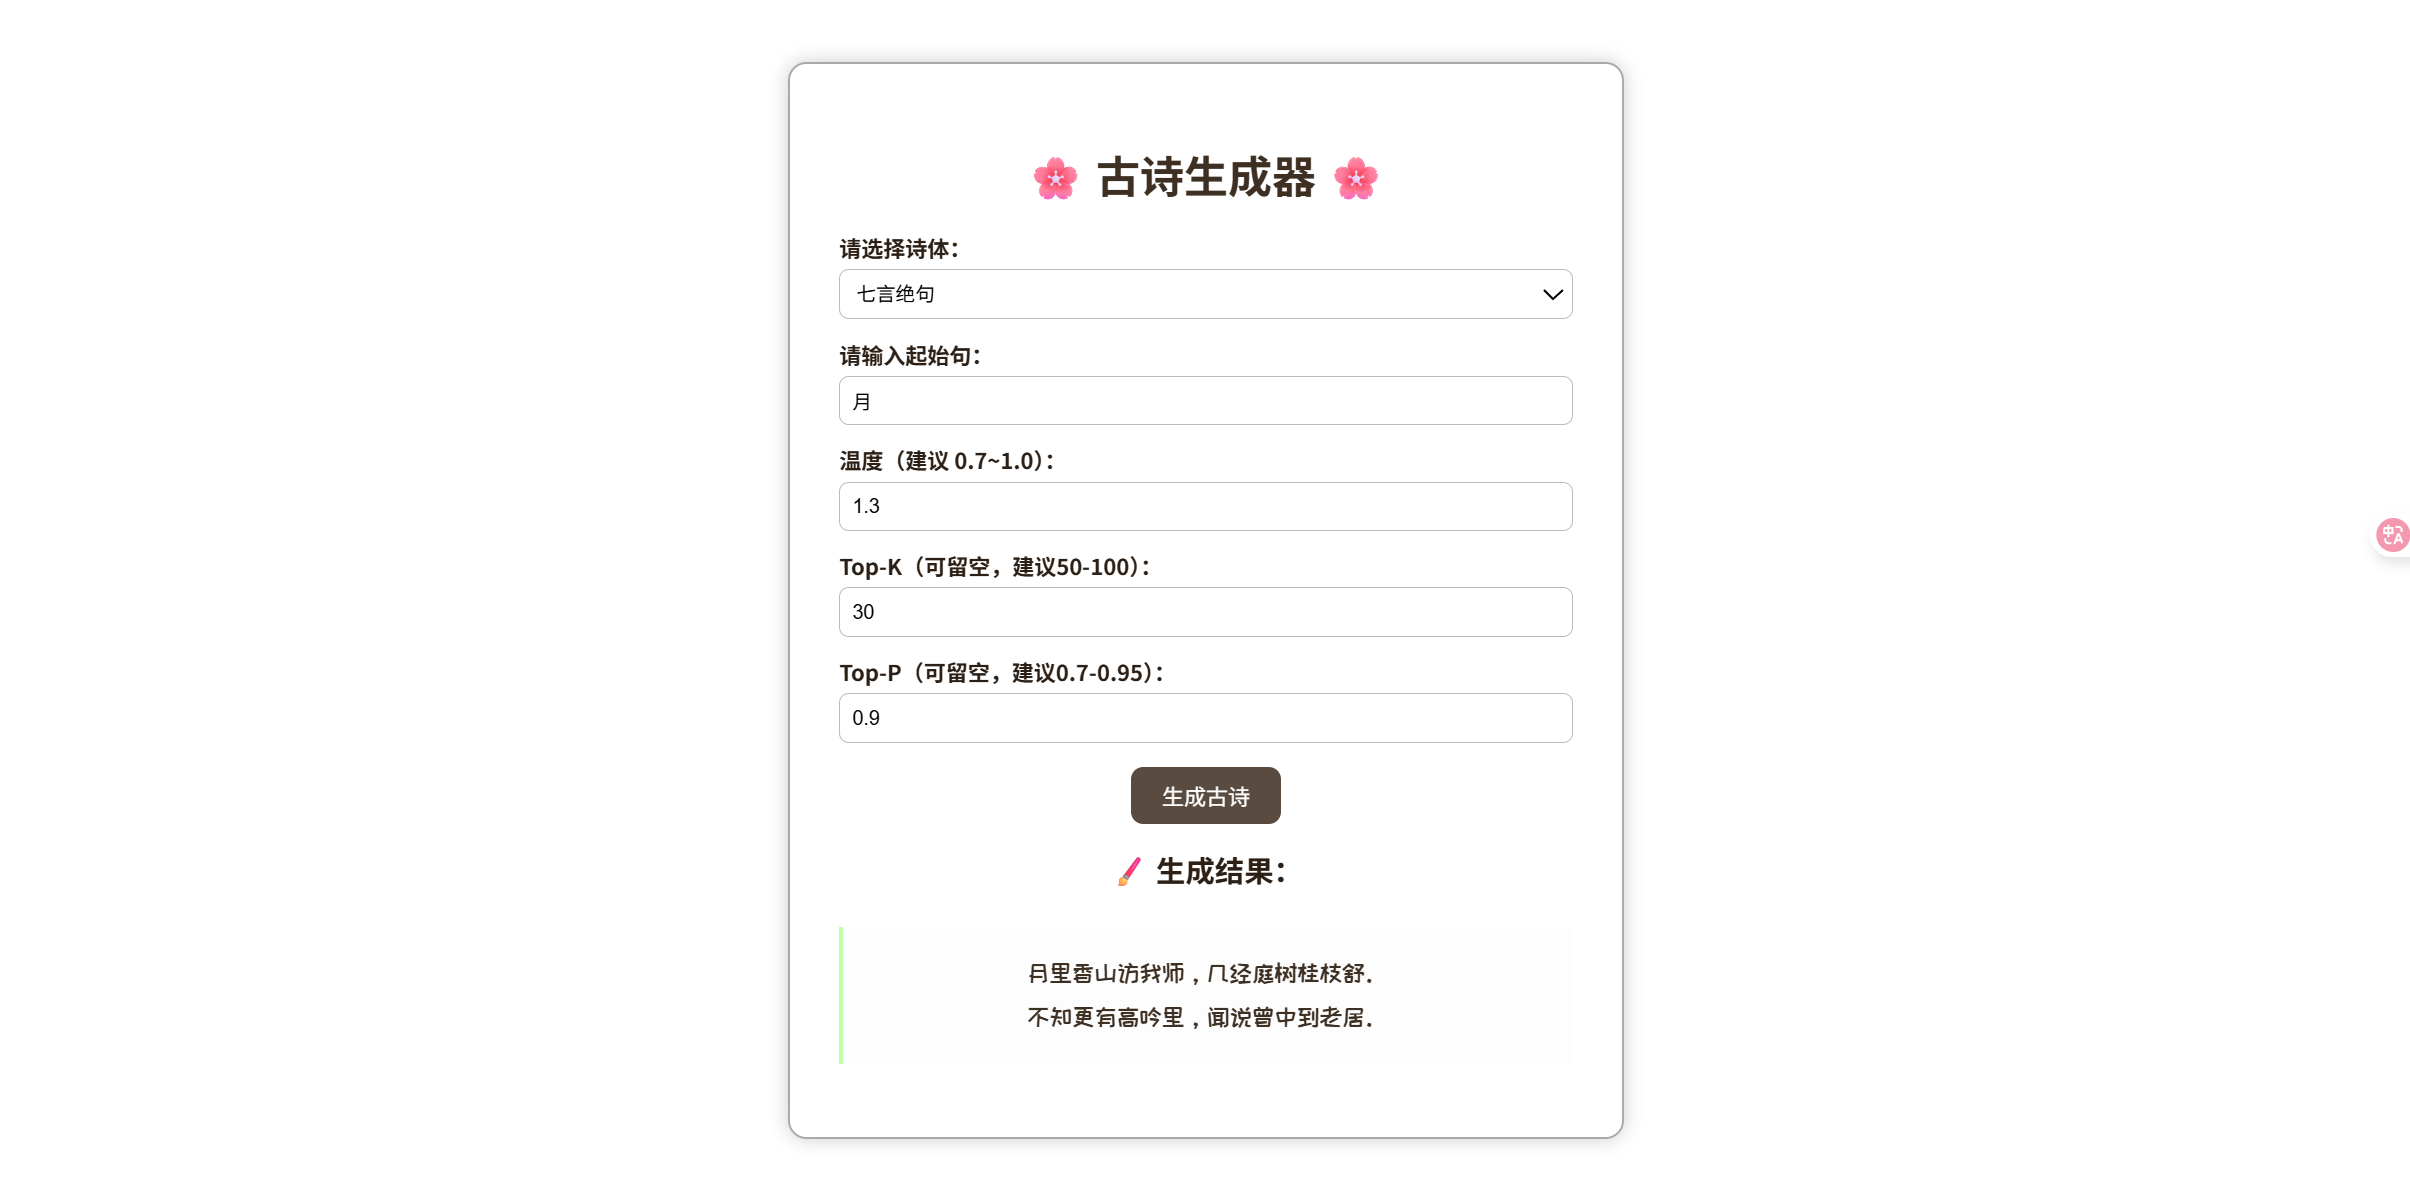 🌸 古诗生成器 🌸
请选择诗体：
七言绝句
请输入起始句：
月
温度（建议 0.7~1.0）：
1.3
Top-K（可留空，建议50-100）：
30
Top-P（可留空，建议0.7-0.95）：
0.9
生成古诗
🖌️ 生成结果：
月里香山访我师，几经庭树桂枝舒。
不知更有高吟里，闻说曾中到老居。
中A